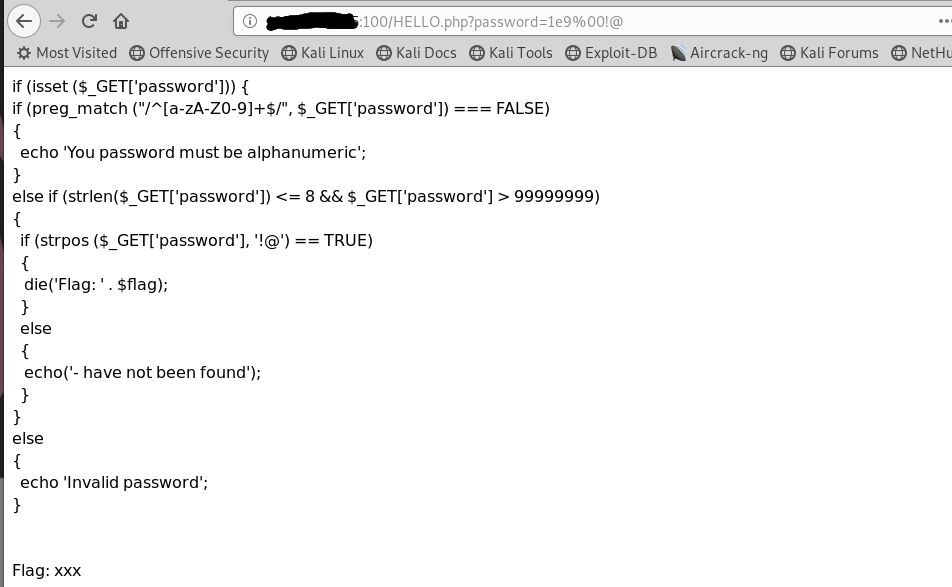 :100/HELLO.php?password=1e9%00!@
Most Visited Offensive Security Kali Linux Kali Docs Kali Tools Exploit-DB Aircrack-ng Kali Forums NetHu
if (isset ($_GET['password'])) {
if (preg_match ("/^[a-zA-Z0-9]+$/", $_GET['password']) === FALSE)
{
echo 'You password must be alphanumeric';
}
else if (strlen($_GET['password']) <= 8 && $_GET['password'] > 99999999)
{
if (strpos ($_GET['password'], '!@') == TRUE)
{
die('Flag: ' . $flag);
}
else
{
echo('- have not been found');
}
}
else
{
echo 'Invalid password';
}
Flag: xxx